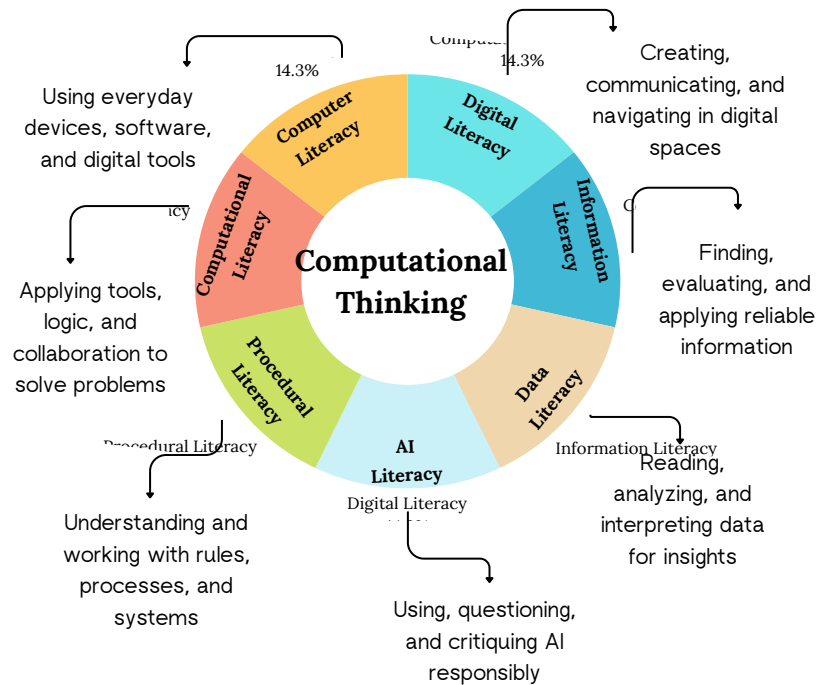 14.3%
14.3%
Using everyday
devices, software,
and digital tools
Creating,
communicating, and
navigating in digital
spaces
Computer
Literacy
Digital
Literacy
Information
Literacy
Computational
Literacy
Computational
Thinking
Finding,
evaluating, and
applying reliable
information
Applying tools,
logic, and
collaboration to
solve problems
Procedural
Literacy
AI
Literacy
Data
Literacy
Procedural Literacy
Information Literacy
Digital Literacy
Reading,
analyzing, and
interpreting data
for insights
Understanding and
working with rules,
processes, and
systems
Using, questioning,
and critiquing AI
responsibly